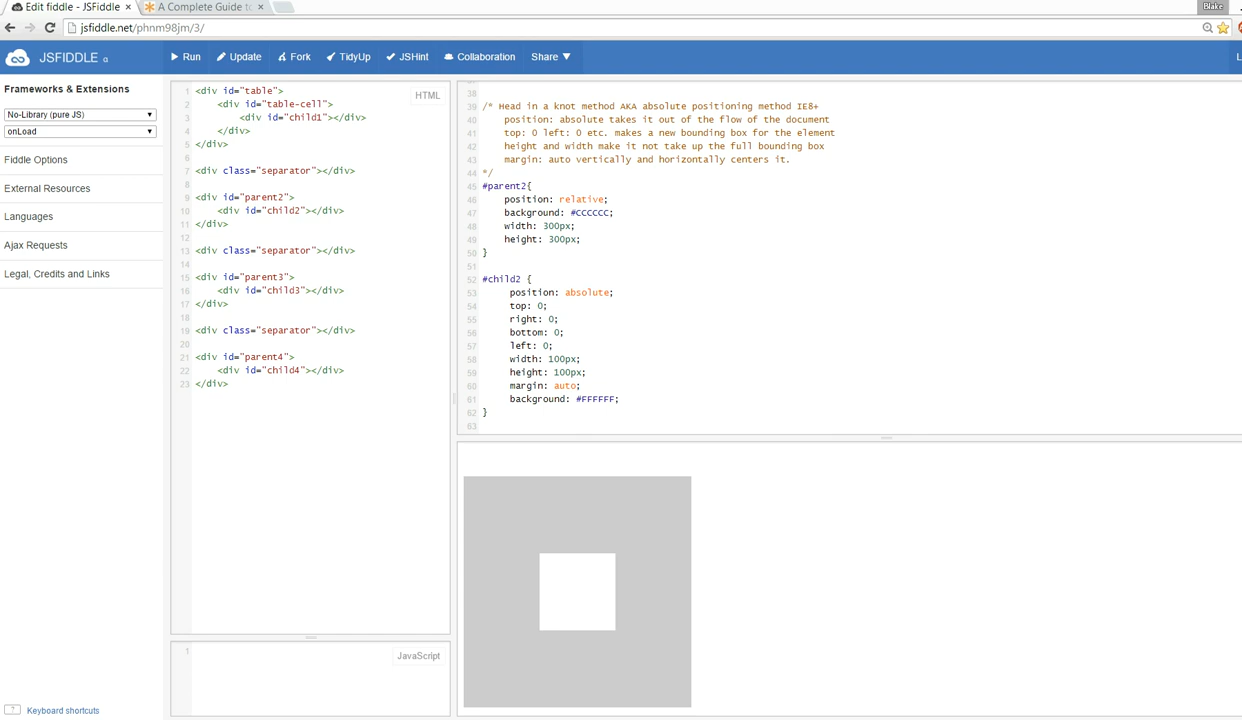 Edit fiddle - JSFiddle
A Complete Guide to
Blake
jsfiddle.net/phnm98jm/3/
JSFIDDLE α
Run
Update
Fork
TidyUp
JSHint
Collaboration
Share
L
Frameworks & Extensions
No-Library (pure JS)
onLoad
Fiddle Options
External Resources
Languages
Ajax Requests
Legal, Credits and Links
? Keyboard shortcuts
HTML
1 <div id="table">
2 <div id="table-cell">
3 <div id="child1"></div>
4 </div>
5 </div>
6
7 <div class="separator"></div>
8
9 <div id="parent2">
10 <div id="child2"></div>
11 </div>
12
13 <div class="separator"></div>
14
15 <div id="parent3">
16 <div id="child3"></div>
17 </div>
18
19 <div class="separator"></div>
20
21 <div id="parent4">
22 <div id="child4"></div>
23 </div>
1
JavaScript
38
39 /* Head in a knot method AKA absolute positioning method IE8+
40 position: absolute takes it out of the flow of the document
41 top: 0 left: 0 etc. makes a new bounding box for the element
42 height and width make it not take up the full bounding box
43 margin: auto vertically and horizontally centers it.
44 */
45 #parent2{
46 position: relative;
47 background: #CCCCCC;
48 width: 300px;
49 height: 300px;
50 }
51
52 #child2 {
53 position: absolute;
54 top: 0;
55 right: 0;
56 bottom: 0;
57 left: 0;
58 width: 100px;
59 height: 100px;
60 margin: auto;
61 background: #FFFFFF;
62 }
63